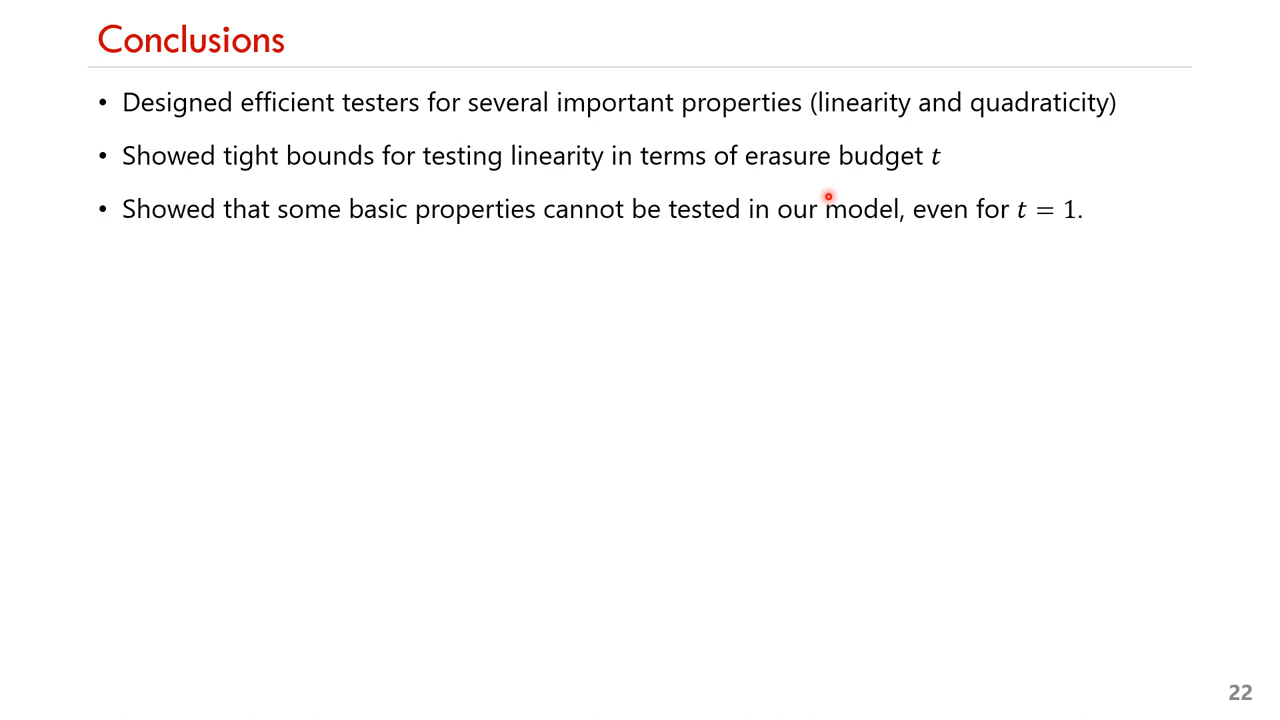 Conclusions
• Designed efficient testers for several important properties (linearity and quadraticity)
• Showed tight bounds for testing linearity in terms of erasure budget t
• Showed that some basic properties cannot be tested in our model, even for t = 1.
22